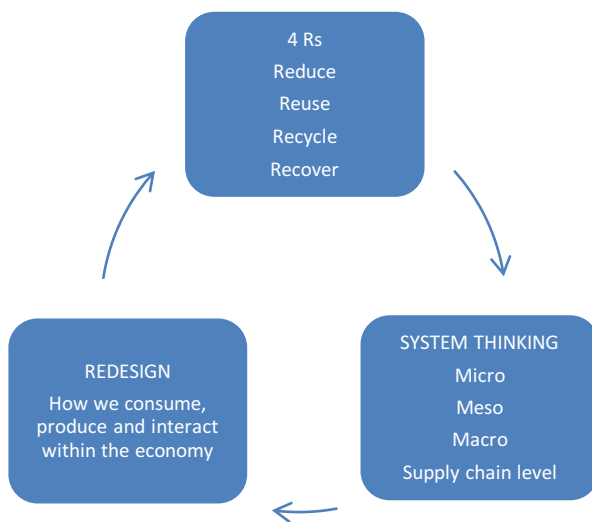 4 Rs
Reduce
Reuse
Recycle
Recover
SYSTEM THINKING
Micro
Meso
Macro
Supply chain level
REDESIGN
How we consume,
produce and interact
within the economy